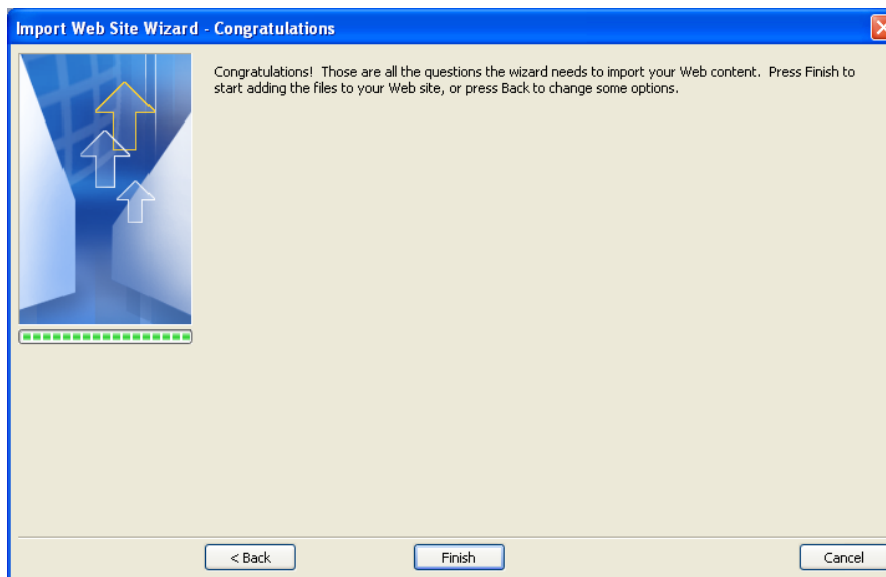 Import Web Site Wizard - Congratulations
Congratulations!  Those are all the questions the wizard needs to import your Web content.  Press Finish to
start adding the files to your Web site, or press Back to change some options.
< Back
Finish
Cancel